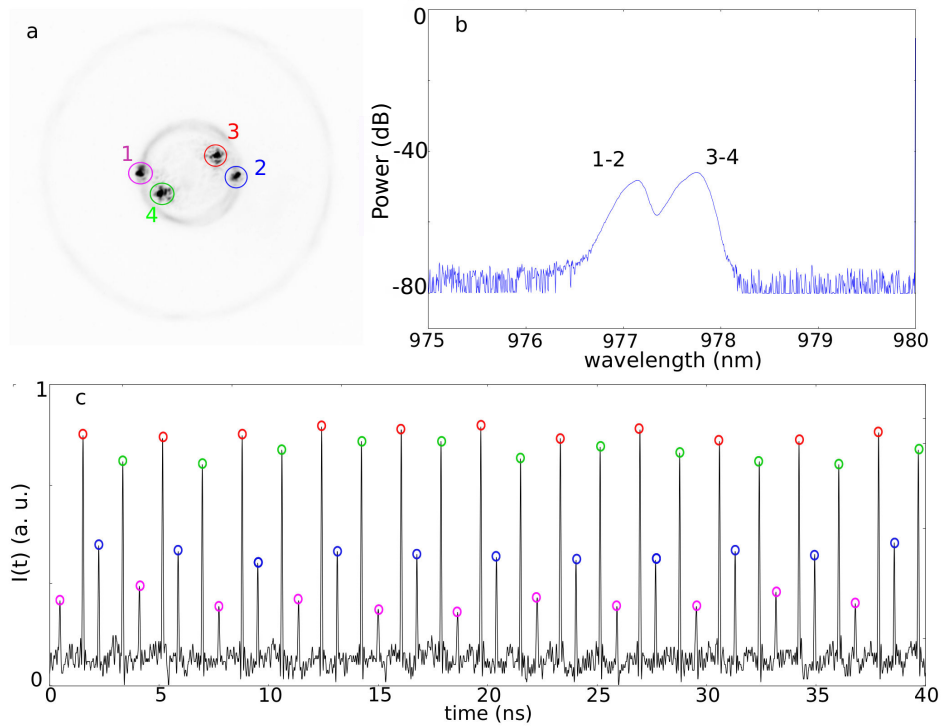 a
1
3
2
4
b
Power (dB)
0
-40
-80
1-2
3-4
975 976 977 978 979 980
wavelength (nm)
c
I(t) (a. u.)
1
0
0 5 10 15 20 25 30 35 40
time (ns)